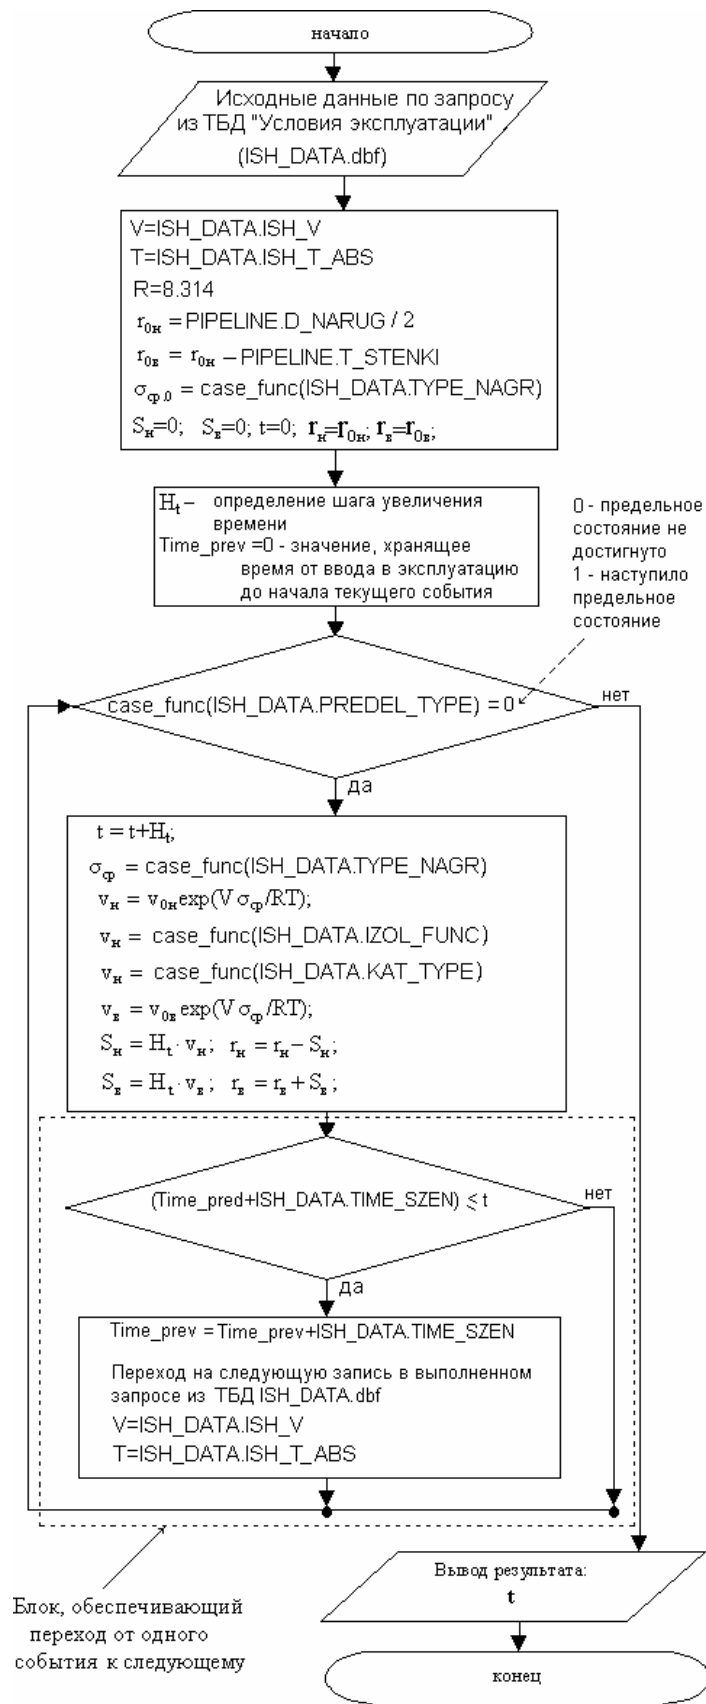 начало
Исходные данные по запросу
из ТБД "Условия эксплуатации"
(ISH_DATA.dbf)
V=ISH_DATA.ISH_V
T=ISH_DATA.ISH_T_ABS
R=8.314
r₀ₙ = PIPELINE.D_NARUG / 2
r₀в = r₀н – PIPELINE.T_STENKI
σср.0 = case_func(ISH_DATA.TYPE_NAGR)
Sн=0; Sв=0; t=0; rн=r0н; rв=r0в;
Ht – определение шага увеличения
времени
Time_prev =0 - значение, хранящее
время от ввода в эксплуатацию
до начала текущего события
0 - предельное
состояние не
достигнуто
1 - наступило
предельное
состояние
case_func(ISH_DATA.PREDEL_TYPE) = 0
нет
да
t = t+Ht;
σср = case_func(ISH_DATA.TYPE_NAGR)
vн = v0н exp(V σср/RT);
vн = case_func(ISH_DATA.IZOL_FUNC)
vн = case_func(ISH_DATA.KAT_TYPE)
vв = v0в exp(V σср/RT);
Sн = Ht · vн; rн = rн – Sн;
Sв = Ht · vв; rв = rв + Sв;
(Time_pred+ISH_DATA.TIME_SZEN) ⩽ t
нет
да
Time_prev = Time_prev+ISH_DATA.TIME_SZEN
Переход на следующую запись в выполненном
запросе из ТБД ISH_DATA.dbf
V=ISH_DATA.ISH_V
T=ISH_DATA.ISH_T_ABS
Вывод результата:
t
Блок, обеспечивающий
переход от одного
события к следующему
конец